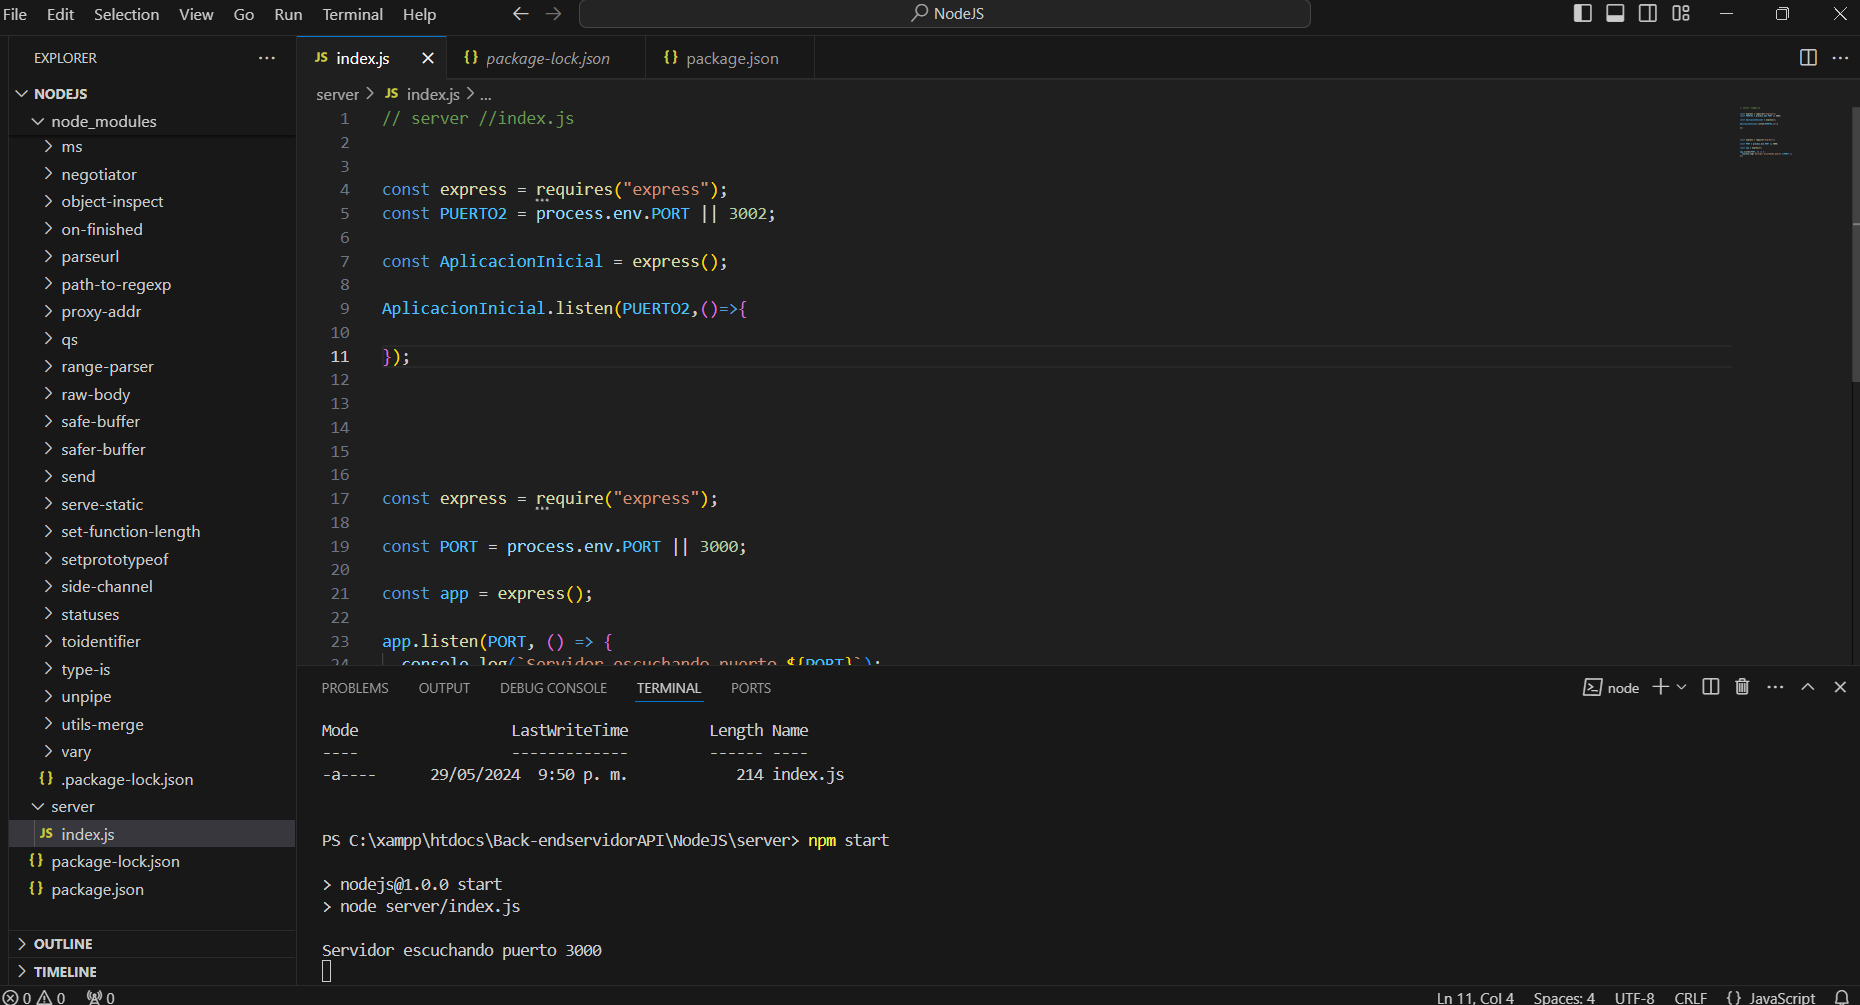 File Edit Selection View Go Run Terminal Help NodeJS
EXPLORER
NODEJS
node_modules
ms
negotiator
object-inspect
on-finished
parseurl
path-to-regexp
proxy-addr
qs
range-parser
raw-body
safe-buffer
safer-buffer
send
serve-static
set-function-length
setprototypeof
side-channel
statuses
toidentifier
type-is
unpipe
utils-merge
vary
{} .package-lock.json
server
JS index.js
{} package-lock.json
{} package.json
OUTLINE
TIMELINE
JS index.js {} package-lock.json {} package.json
server > JS index.js > ...
1 // server //index.js
2
3
4 const express = requires("express");
5 const PUERTO2 = process.env.PORT || 3002;
6
7 const AplicacionInicial = express();
8
9 AplicacionInicial.listen(PUERTO2,()=>{
10
11 });
12
13
14
15
16
17 const express = require("express");
18
19 const PORT = process.env.PORT || 3000;
20
21 const app = express();
22
23 app.listen(PORT, () => {
24 console.log(`Servidor escuchando puerto ${PORT}`);
PROBLEMS OUTPUT DEBUG CONSOLE TERMINAL PORTS node
Mode LastWriteTime Length Name
---- ------------- ------ ----
-a---- 29/05/2024 9:50 p. m. 214 index.js
PS C:\xampp\htdocs\Back-endservidorAPI\NodeJS\server> npm start
> nodejs@1.0.0 start
> node server/index.js
Servidor escuchando puerto 3000
0 0 0 Ln 11, Col 4 Spaces: 4 UTF-8 CRLF {} JavaScript